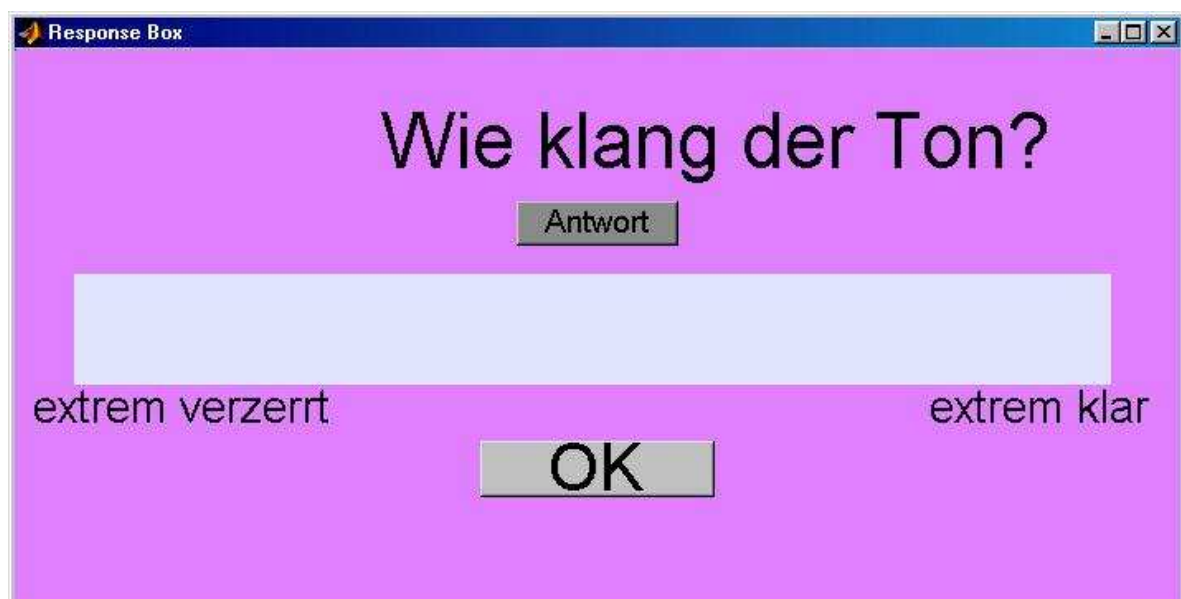 Response Box
Wie klang der Ton?
Antwort
extrem verzerrt extrem klar
OK